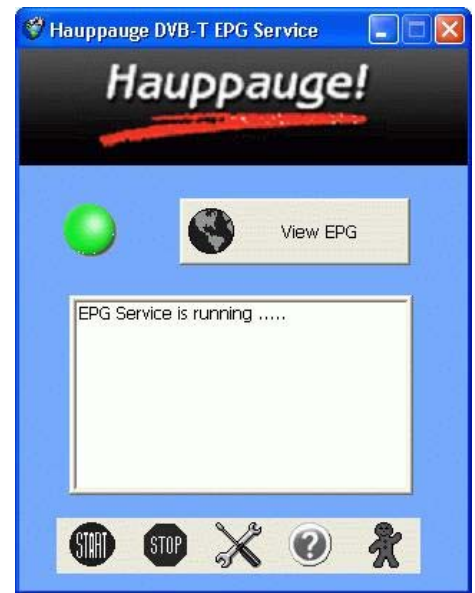 Hauppauge DVB-T EPG Service
Hauppauge!
View EPG
EPG Service is running .....
START
STOP
?